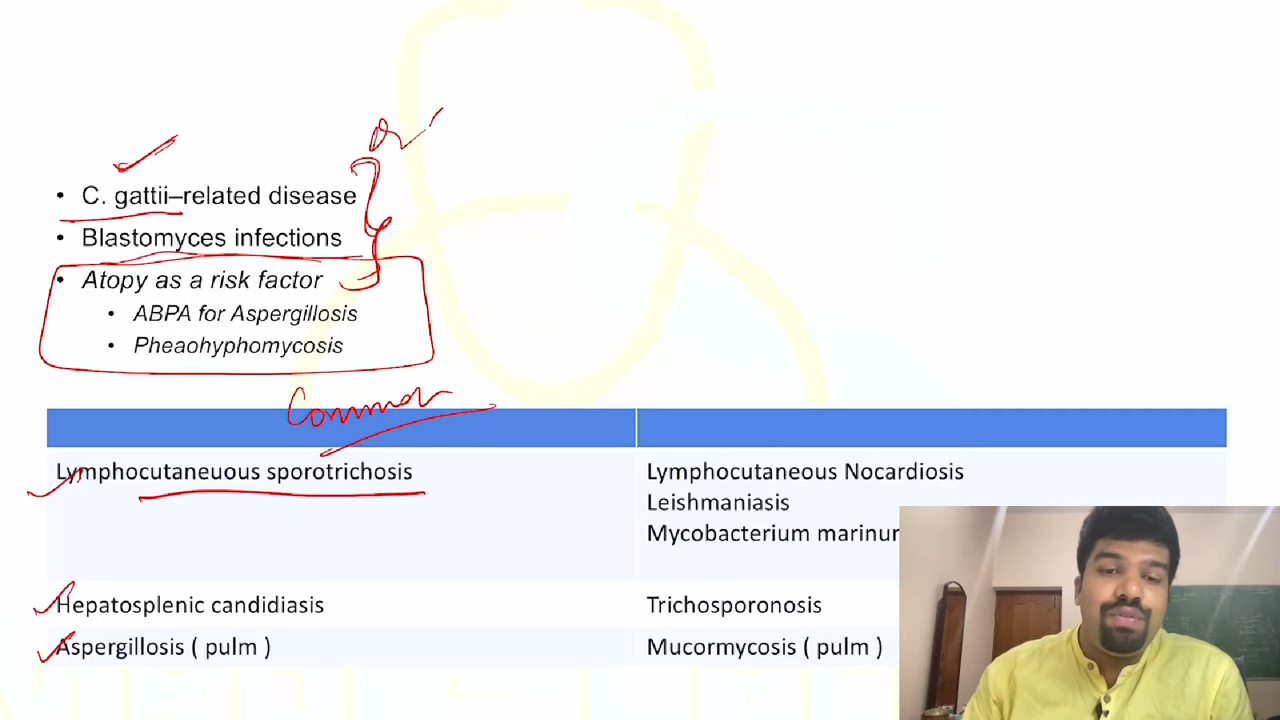 • C. gattii–related disease
• Blastomyces infections
• Atopy as a risk factor
• ABPA for Aspergillosis
• Pheaohyphomycosis
Common
Lymphocutaneuous sporotrichosis
Lymphocutaneous Nocardiosis
Leishmaniasis
Mycobacterium marinum
Hepatosplenic candidiasis
Trichosporonosis
Aspergillosis ( pulm )
Mucormycosis ( pulm )